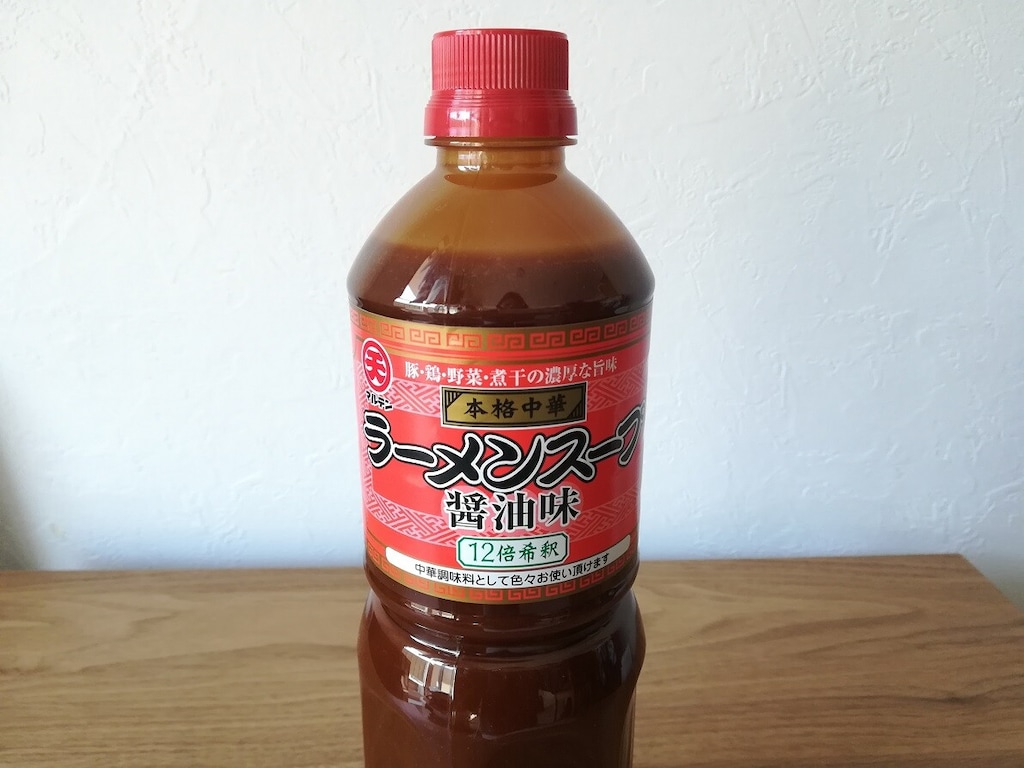 天
マルテン
豚・鶏・野菜・煮干の濃厚な旨味
本格中華
ラーメンスープ
醤油味
12倍希釈
中華調味料として色々お使い頂けます